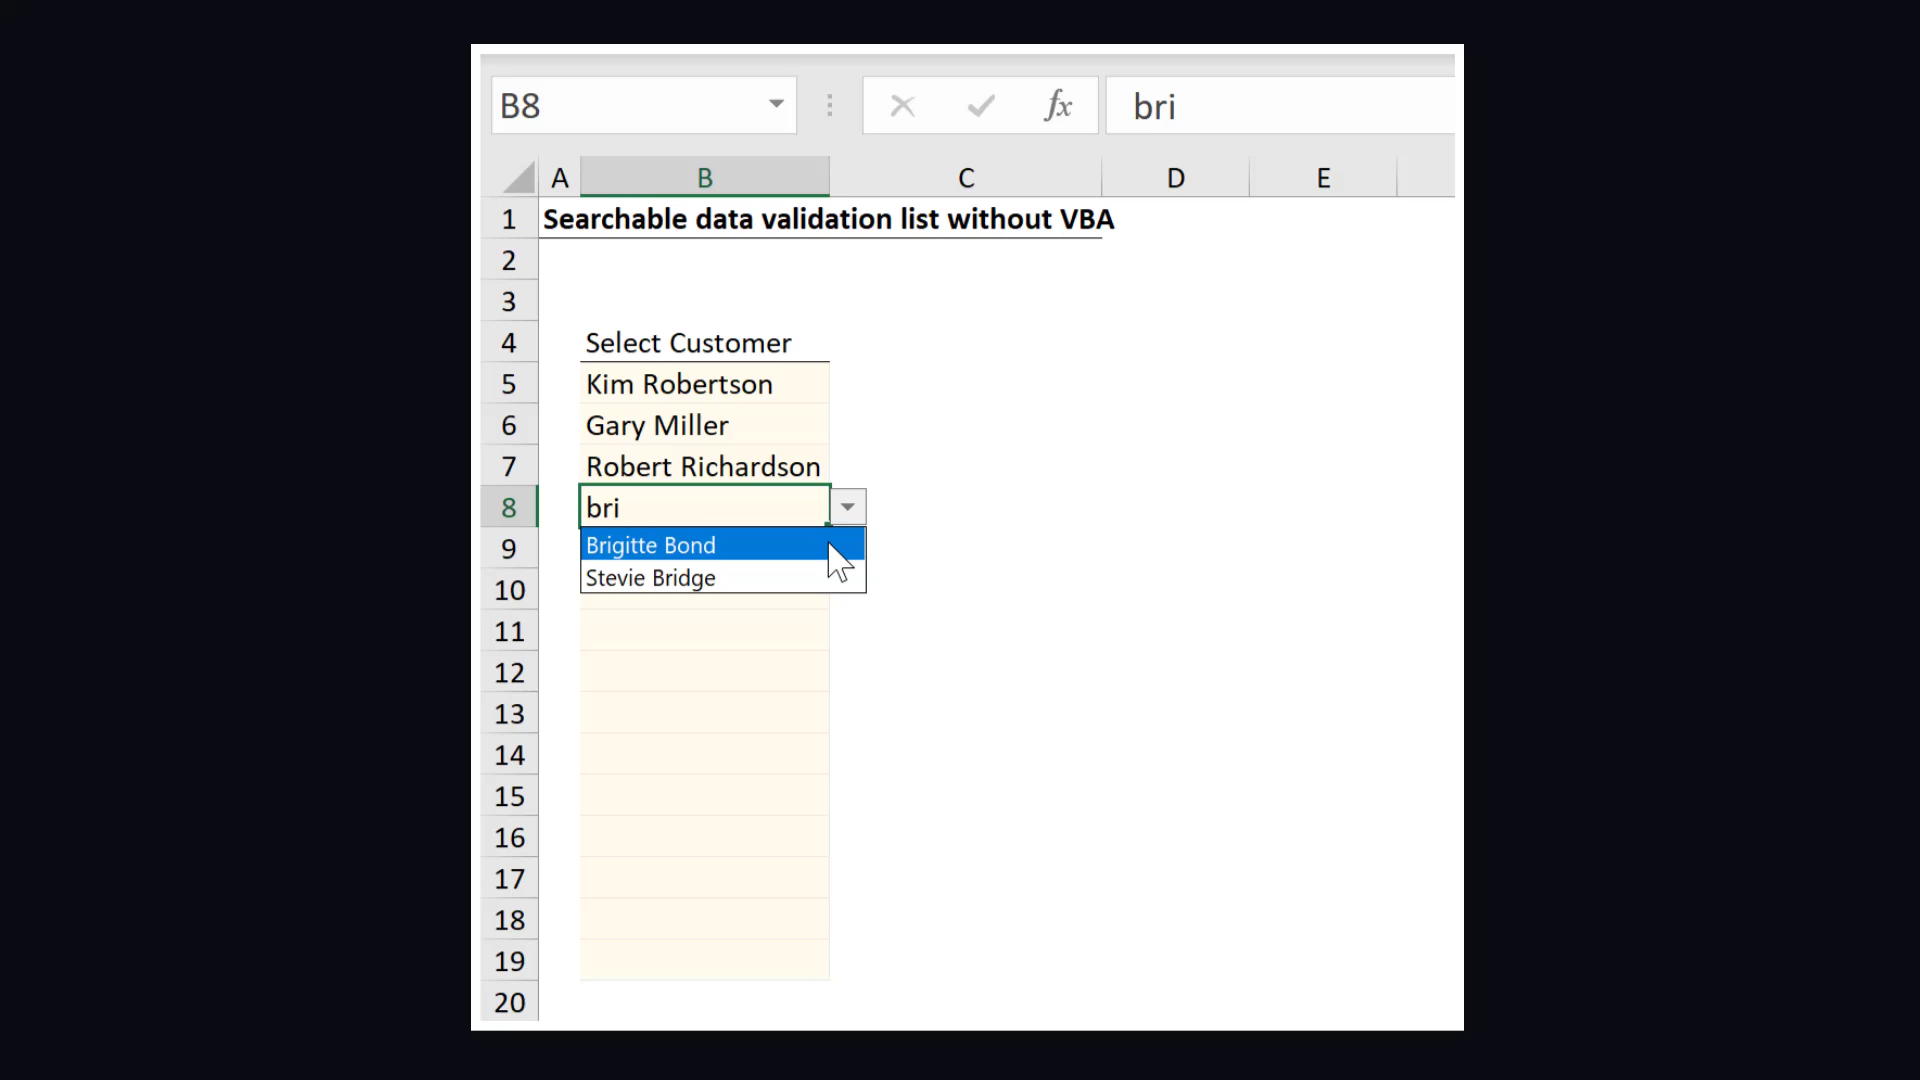 B8 fx bri
A B C D E
1 Searchable data validation list without VBA
2
3
4 Select Customer
5 Kim Robertson
6 Gary Miller
7 Robert Richardson
8 bri
9 Brigitte Bond
10 Stevie Bridge
11
12
13
14
15
16
17
18
19
20